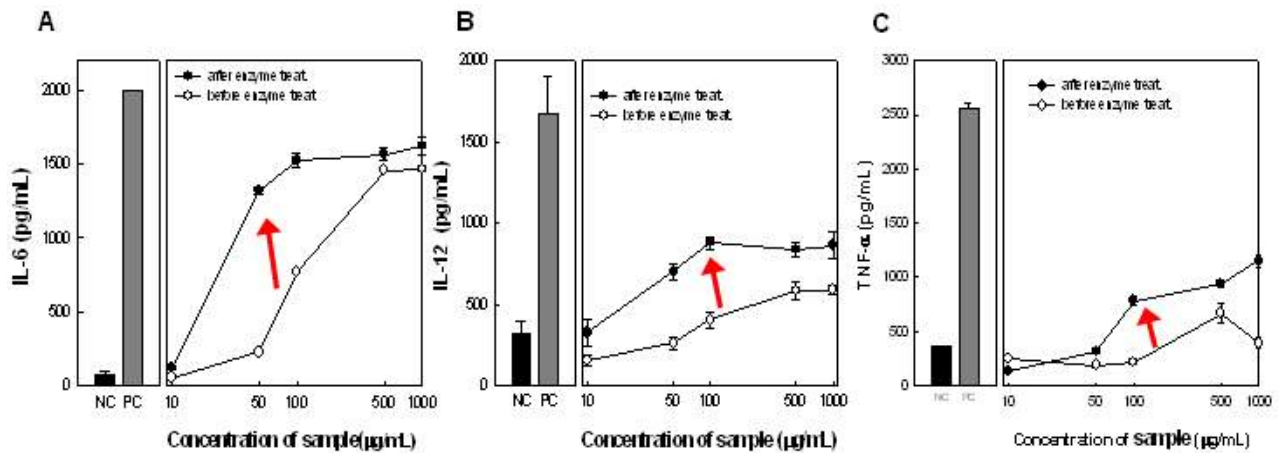 A
IL-6 (pg/mL)
2000
1500
1000
500
0
NC PC
after enzyme treat.
before enzyme treat
10 50 100 500 1000
Concentration of sample(µg/mL)
B
IL-12 (pg/mL)
2000
1500
1000
500
0
NC PC
after enzyme treat.
before enzyme treat.
10 50 100 500 1000
Concentration of sample (µg/mL)
C
TNF-α (pg/mL)
3000
2500
2000
1500
1000
500
0
NC PC
after enzyme treat.
before enzyme treat.
10 50 100 500 1000
Concentration of sample (µg/mL)